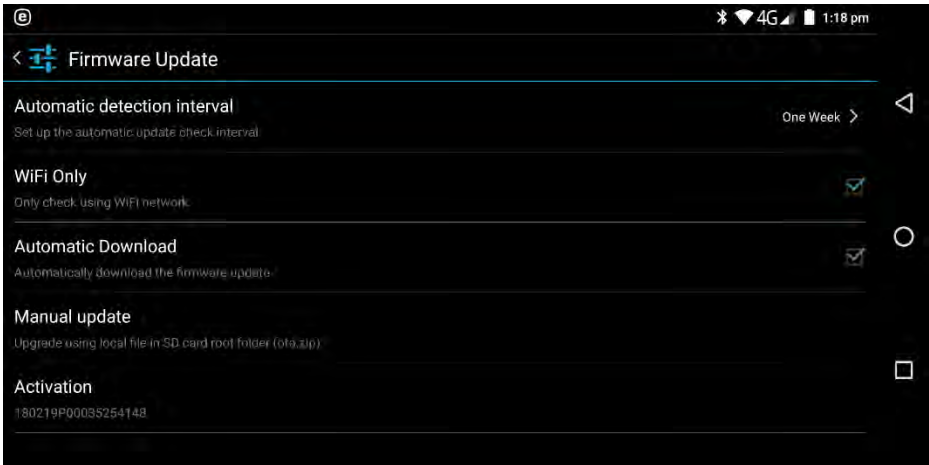 4G 1:18 pm
Firmware Update
Automatic detection interval
One Week
Set up the automatic update check interval
WiFi Only
Only check using WiFi network
Automatic Download
Automatically download the firmware update
Manual update
Upgrade using local file in SD card root folder (ota.zip)
Activation
180219P00035254148